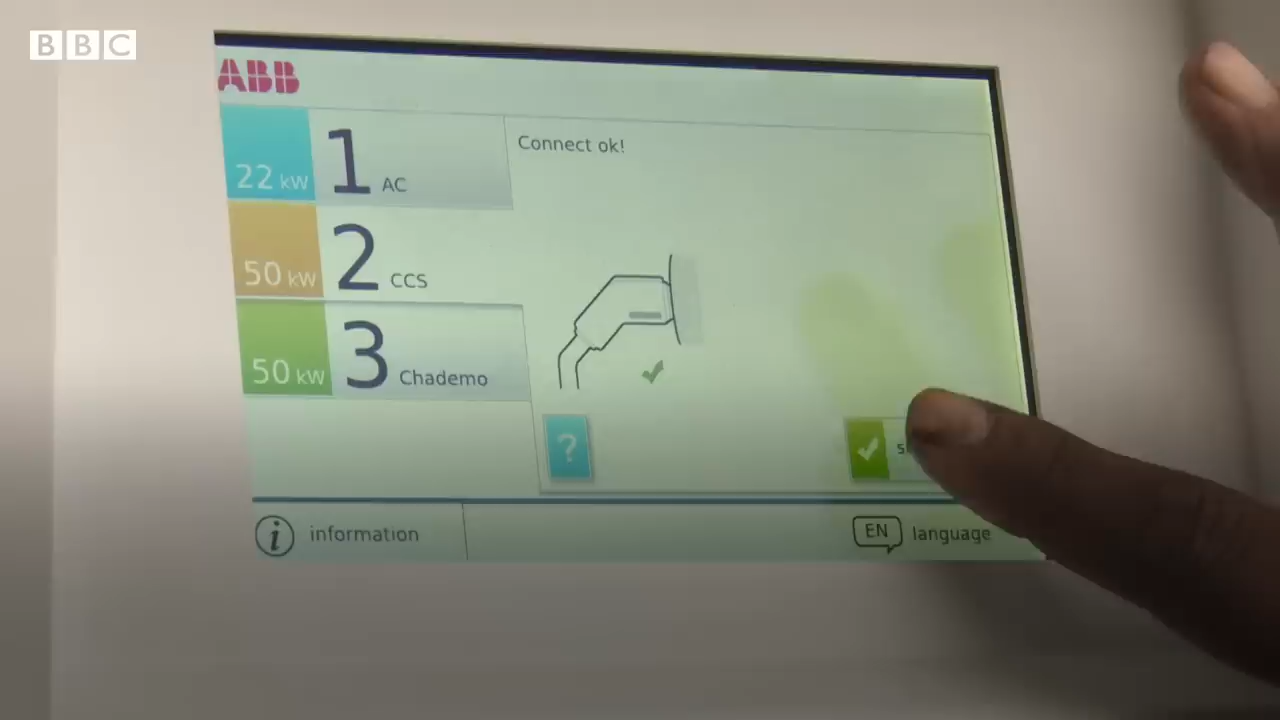 BBC
ABB
22 kW 1 AC
50 kW 2 CCS
50 kW 3 Chademo
Connect ok!
?
i information
EN language